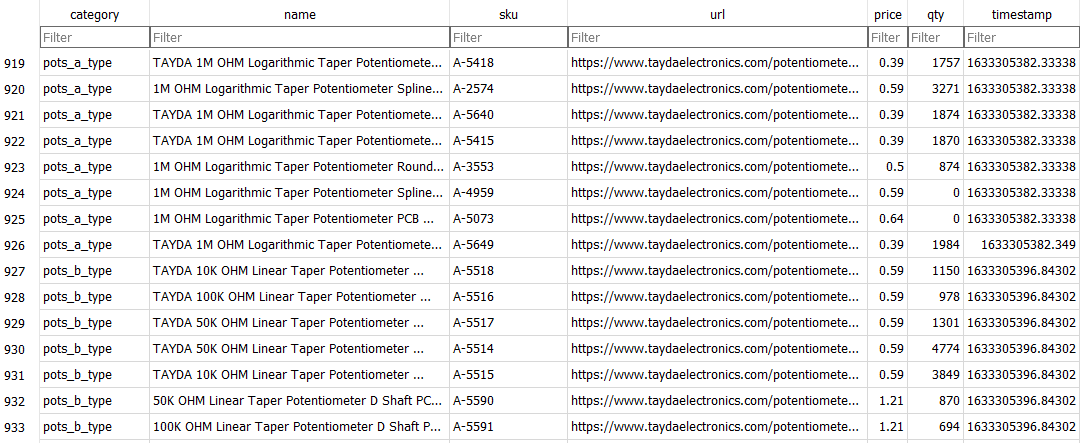 category name sku url price qty timestamp
Filter Filter Filter Filter Filter Filter Filter
919 pots_a_type TAYDA 1M OHM Logarithmic Taper Potentiomete... A-5418 https://www.taydaelectronics.com/potentiomete... 0.39 1757 1633305382.33338
920 pots_a_type 1M OHM Logarithmic Taper Potentiometer Spline... A-2574 https://www.taydaelectronics.com/potentiomete... 0.59 3271 1633305382.33338
921 pots_a_type TAYDA 1M OHM Logarithmic Taper Potentiomete... A-5640 https://www.taydaelectronics.com/potentiomete... 0.39 1874 1633305382.33338
922 pots_a_type TAYDA 1M OHM Logarithmic Taper Potentiomete... A-5415 https://www.taydaelectronics.com/potentiomete... 0.39 1870 1633305382.33338
923 pots_a_type 1M OHM Logarithmic Taper Potentiometer Round... A-3553 https://www.taydaelectronics.com/potentiomete... 0.5 874 1633305382.33338
924 pots_a_type 1M OHM Logarithmic Taper Potentiometer Spline... A-4959 https://www.taydaelectronics.com/potentiomete... 0.59 0 1633305382.33338
925 pots_a_type 1M OHM Logarithmic Taper Potentiometer PCB ... A-5073 https://www.taydaelectronics.com/potentiomete... 0.64 0 1633305382.33338
926 pots_a_type TAYDA 1M OHM Logarithmic Taper Potentiomete... A-5649 https://www.taydaelectronics.com/potentiomete... 0.39 1984 1633305382.349
927 pots_b_type TAYDA 10K OHM Linear Taper Potentiometer ... A-5518 https://www.taydaelectronics.com/potentiomete... 0.59 1150 1633305396.84302
928 pots_b_type TAYDA 100K OHM Linear Taper Potentiometer ... A-5516 https://www.taydaelectronics.com/potentiomete... 0.59 978 1633305396.84302
929 pots_b_type TAYDA 50K OHM Linear Taper Potentiometer ... A-5517 https://www.taydaelectronics.com/potentiomete... 0.59 1301 1633305396.84302
930 pots_b_type TAYDA 50K OHM Linear Taper Potentiometer ... A-5514 https://www.taydaelectronics.com/potentiomete... 0.59 4774 1633305396.84302
931 pots_b_type TAYDA 10K OHM Linear Taper Potentiometer ... A-5515 https://www.taydaelectronics.com/potentiomete... 0.59 3849 1633305396.84302
932 pots_b_type 50K OHM Linear Taper Potentiometer D Shaft PC... A-5590 https://www.taydaelectronics.com/potentiomete... 1.21 870 1633305396.84302
933 pots_b_type 100K OHM Linear Taper Potentiometer D Shaft P... A-5591 https://www.taydaelectronics.com/potentiomete... 1.21 694 1633305396.84302